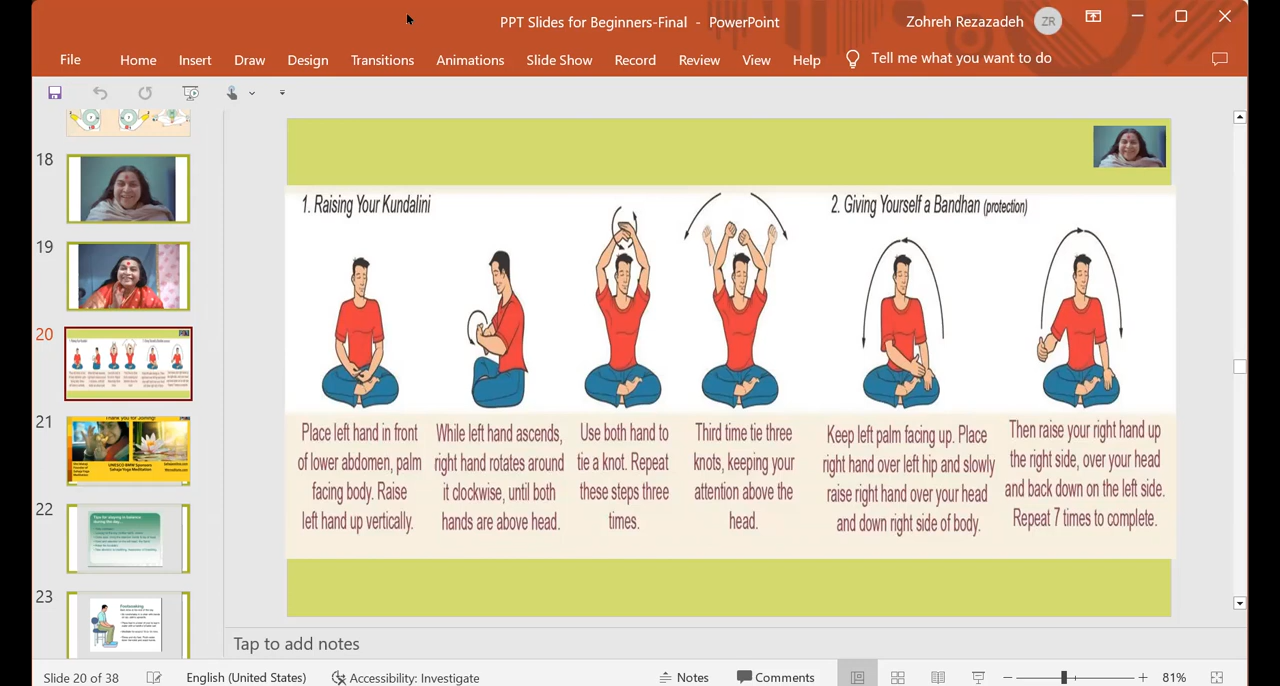 PPT Slides for Beginners-Final - PowerPoint
Zohreh Rezazadeh
ZR
File
Home
Insert
Draw
Design
Transitions
Animations
Slide Show
Record
Review
View
Help
Tell me what you want to do
18
19
20
21
22
23
Thank you for Joining!
1. Raising Your Kundalini
2. Giving Yourself a Bandhan (protection)
Place left hand in front
of lower abdomen, palm
facing body. Raise
left hand up vertically.
While left hand ascends,
right hand rotates around
it clockwise, until both
hands are above head.
Use both hand to
tie a knot. Repeat
these steps three
times.
Third time tie three
knots, keeping your
attention above the
head.
Keep left palm facing up. Place
right hand over left hip and slowly
raise right hand over your head
and down right side of body.
Then raise your right hand up
the right side, over your head
and back down on the left side.
Repeat 7 times to complete.
Tap to add notes
Slide 20 of 38
English (United States)
Accessibility: Investigate
Notes
Comments
81%